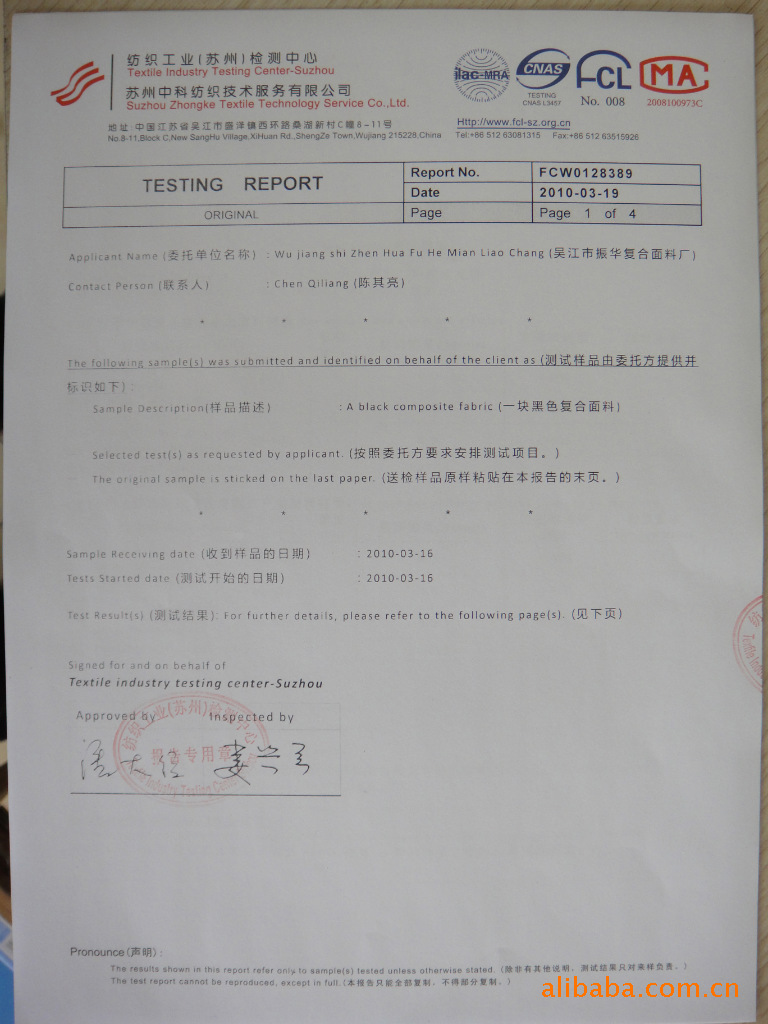 纺织工业(苏州)检测中心
Textile Industry Testing Center-Suzhou
苏州中科纺织技术服务有限公司
Suzhou Zhongke Textile Technology Service Co.,Ltd.
地址:中国江苏省吴江市盛泽镇西环路桑湖新村C幢8-11号
No.8-11,Block C,New SangHu Village,XiHuan Rd.,ShengZe Town,Wujiang 215228,China
ilac-MRA
CNAS
TESTING
CNAS L3457
FCL
No. 008
MA
2008100973C
Http://www.fcl-sz.org.cn
Tel:+86 512 63081315 Fax:+86 512 63515926
TESTING REPORT
ORIGINAL
Report No. FCW0128389
Date 2010-03-19
Page Page 1 of 4
Applicant Name (委托单位名称) : Wu jiang shi Zhen Hua Fu He Mian Liao Chang (吴江市振华复合面料厂)
Contact Person (联系人) : Chen Qiliang (陈其亮)
* * * * *
The following sample(s) was submitted and identified on behalf of the client as (测试样品由委托方提供并
标识如下) :
Sample Description(样品描述) : A black composite fabric (一块黑色复合面料)
Selected test(s) as requested by applicant. (按照委托方要求安排测试项目。)
The original sample is sticked on the last paper. (送检样品原样粘贴在本报告的末页。)
* * * * *
Sample Receiving date (收到样品的日期) : 2010-03-16
Tests Started date (测试开始的日期) : 2010-03-16
Test Result(s) (测试结果): For further details, please refer to the following page(s). (见下页)
Signed for and on behalf of
Textile industry testing center-Suzhou
Approved by Inspected by
纺织工业(苏州)检测中心
报告专用章
Pronounce (声明) :
The results shown in this report refer only to sample(s) tested unless otherwise stated. (除非有其他说明，测试结果只对来样负责。)
The test report cannot be reproduced, except in full.(本报告只能全部复制，不得部分复制。)
alibaba.com.cn